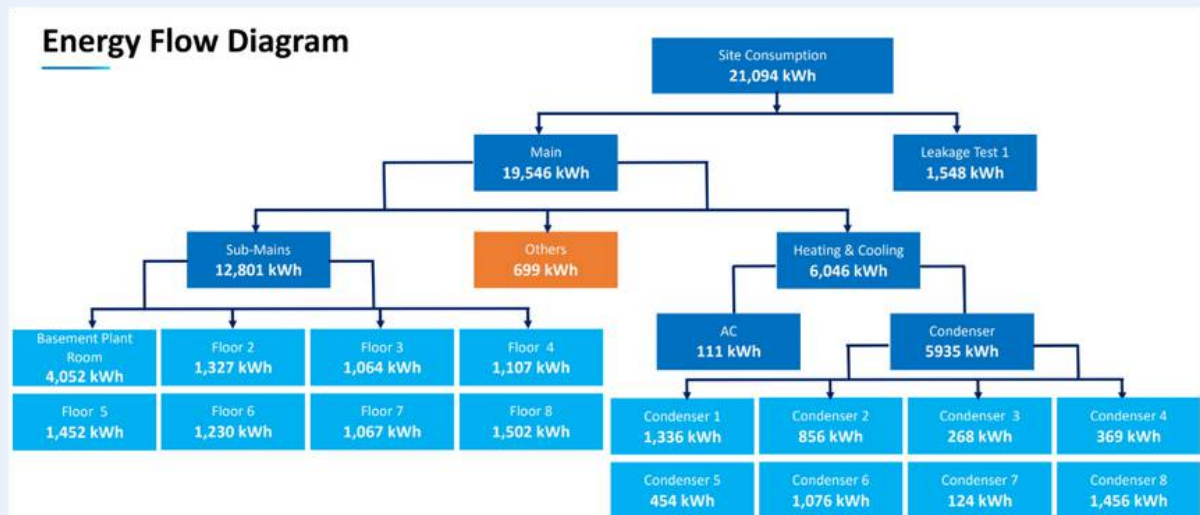 Energy Flow Diagram
Site Consumption
21,094 kWh
Main
19,546 kWh
Leakage Test 1
1,548 kWh
Sub-Mains
12,801 kWh
Others
699 kWh
Heating & Cooling
6,046 kWh
AC
111 kWh
Condenser
5935 kWh
Basement Plant
Room
4,052 kWh
Floor 2
1,327 kWh
Floor 3
1,064 kWh
Floor 4
1,107 kWh
Floor 5
1,452 kWh
Floor 6
1,230 kWh
Floor 7
1,067 kWh
Floor 8
1,502 kWh
Condenser 1
1,336 kWh
Condenser 2
856 kWh
Condenser 3
268 kWh
Condenser 4
369 kWh
Condenser 5
454 kWh
Condenser 6
1,076 kWh
Condenser 7
124 kWh
Condenser 8
1,456 kWh